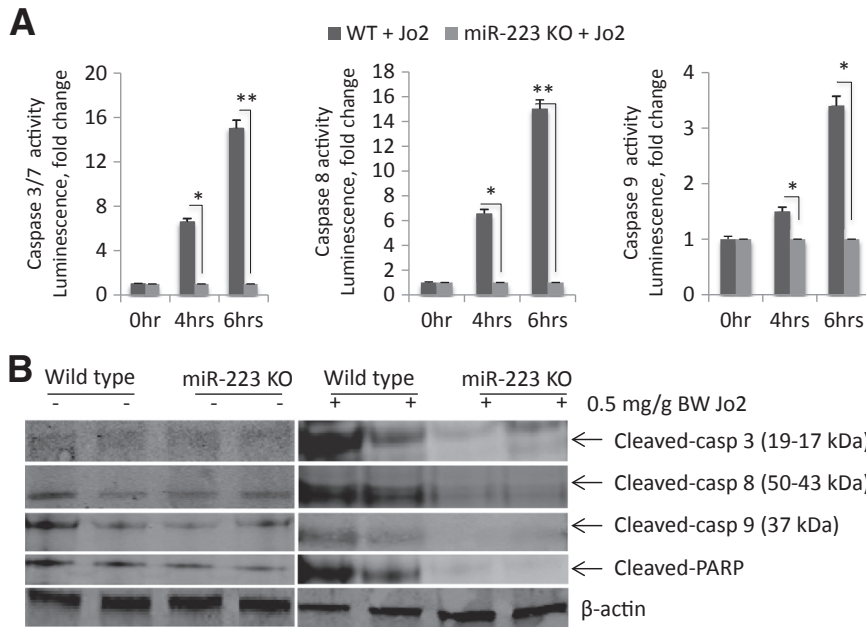 A
WT + Jo2 miR-223 KO + Jo2
Caspase 3/7 activity
Luminescence, fold change
20
16
12
8
4
0
**
*
0hr 4hrs 6hrs
Caspase 8 activity
Luminescence, fold change
18
16
14
12
10
8
6
4
2
0
**
*
0hr 4hrs 6hrs
Caspase 9 activity
Luminescence, fold change
4
3
2
1
0
*
*
0hr 4hrs 6hrs
B
Wild type miR-223 KO Wild type miR-223 KO
- - - - + + + + 0.5 mg/g BW Jo2
Cleaved-casp 3 (19-17 kDa)
Cleaved-casp 8 (50-43 kDa)
Cleaved-casp 9 (37 kDa)
Cleaved-PARP
β-actin